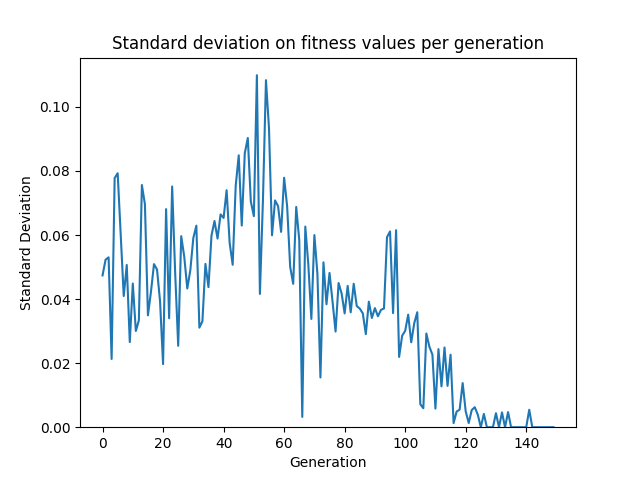 Standard deviation on fitness values per generation
0.10
0.08
0.06
0.04
0.02
0.00
Standard Deviation
0 20 40 60 80 100 120 140
Generation